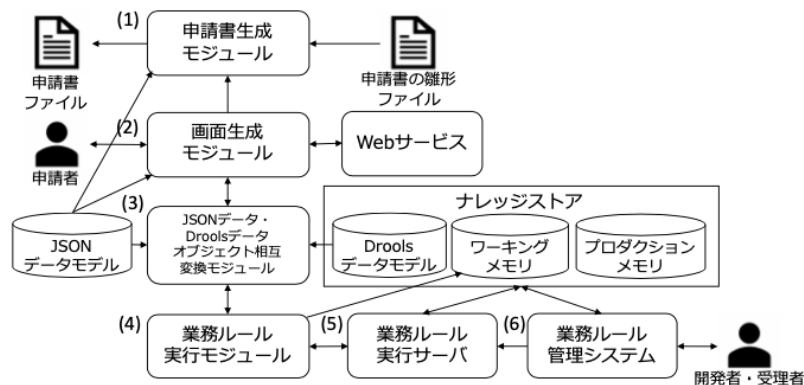 (1)
申請書生成
モジュール
申請書
ファイル
申請書の雛形
ファイル
(2)
画面生成
モジュール
Webサービス
申請者
(3)
JSONデータ・
Droolsデータ
オブジェクト相互
変換モジュール
JSON
データモデル
ナレッジストア
Drools
データモデル
ワーキング
メモリ
プロダクション
メモリ
(4)
業務ルール
実行モジュール
(5)
業務ルール
実行サーバ
(6)
業務ルール
管理システム
開発者・受理者